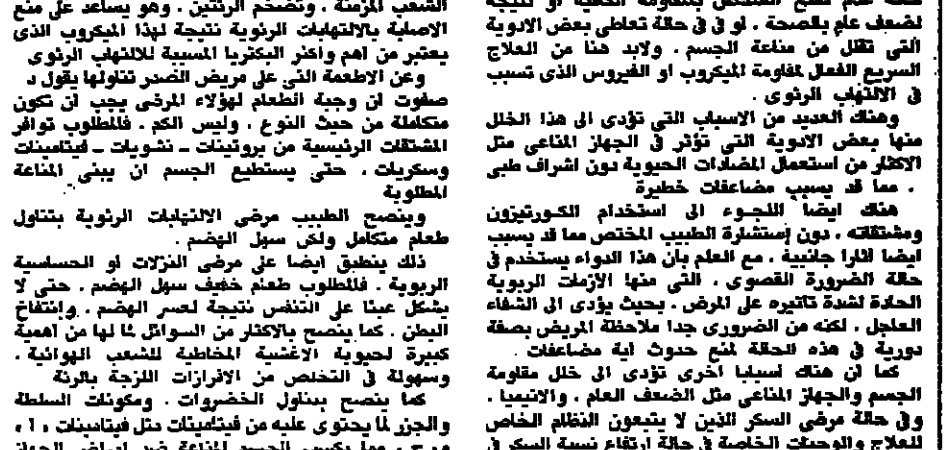 لضعف عام بالصحة ، او فى فى حالة تعاطى بعض الادوية
التى تقلل من مناعة الجسم . ولابد هنا من العلاج
السريع الفعال لمقاومة الميكروب او الفيروس الذى تسبب
فى الالتهاب الرئوى .
وهناك العديد من الاسباب التى تؤدى الى هذا الخلل
منها بعض الادوية التى تؤثر فى الجهاز المناعى مثل
الاكثار من استعمال المضادات الحيوية دون اشراف طبى
، مما قد يسبب مضاعفات خطيرة
هناك ايضا اللجوء الى استخدام الكورتيزون
ومشتقاته ، دون إستشارة الطبيب المختص مما قد يسبب
ايضا اثارا جانبية ، مع العلم بان هذا الدواء يستخدم فى
حالة الضرورة القصوى ، التى منها الازمات الربوية
الحادة لشدة تاثيره على المرض ، بحيث يؤدى الى الشفاء
العاجل ، لكنه من الضرورى جدا ملاحظة المريض بصفة
دورية فى هذه الحالة لمنع حدوث اية مضاعفات .
كما ان هناك اسبابا اخرى تؤدى الى خلل مقاومة
الجسم والجهاز المناعى مثل الضعف العام ، والانيميا ،
وفى حالة مرضى السكر الذين لا يتبعون النظام الخاص
للعلاج والوجبات الخاصة فى حالة ارتفاع نسبة السكر فى
الشعب المزمنة ، وتضخم الرئتين . وهو يساعد على منع
الاصابة بالالتهابات الرئوية نتيجة لهذا الميكروب الذى
يعتبر من اهم واكثر البكتريا المسببة للالتهاب الرئوى
وعن الاطعمة التى على مريض الصدر تناولها يقول د
صفوت ان وجبة الطعام لهؤلاء المرضى يجب ان تكون
متكاملة من حيث النوع ، وليس الكم . فالمطلوب توافر
المشتقات الرئيسية من بروتينات ـ نشويات ـ فيتامينات
وسكريات ، حتى يستطيع الجسم ان يبنى المناعة
المطلوبة
وينصح الطبيب مرضى الالتهابات الرئوية بتناول
طعام متكامل ولكن سهل الهضم .
ذلك ينطبق ايضا على مرضى النزلات او الحساسية
الربوية . فالمطلوب طعام خفيف سهل الهضم . حتى لا
يشكل عبئا على التنفس نتيجة لعسر الهضم . وإنتفاخ
البطن . كما ينصح بالاكثار من السوائل لما لها من اهمية
كبيرة لحيوية الاغشية المخاطية للشعب الهوائية .
وسهولة فى التخلص من الافرازات اللزجة بالرئة
كما ينصح بتناول الخضروات . ومكونات السلطة
والجزر لما يحتوى عليه من فيتامينات مثل فيتامينات « ا »